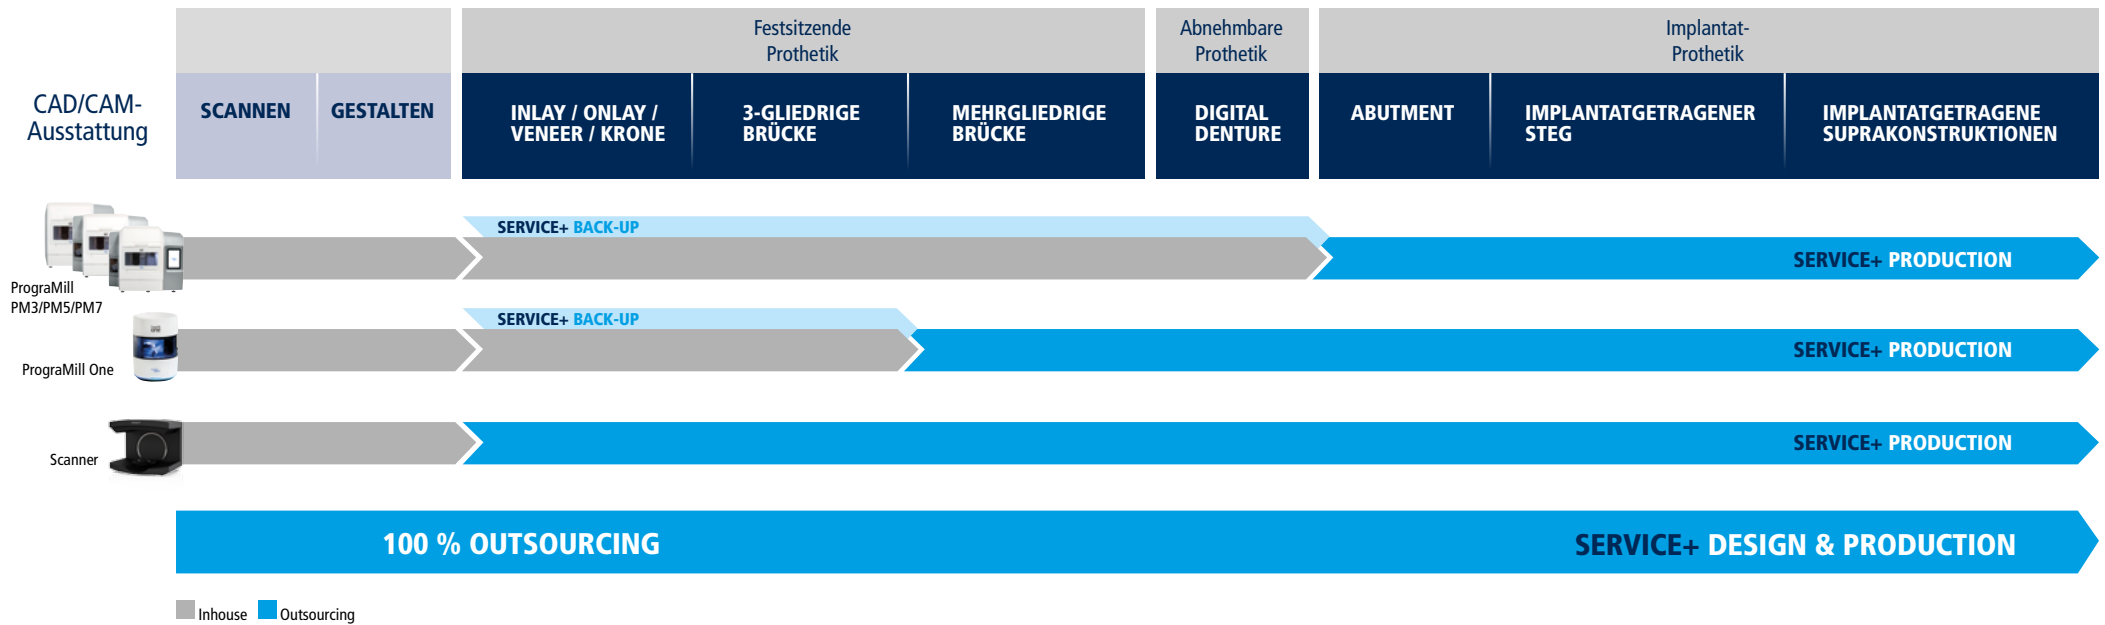 Festsitzende
Prothetik
Abnehmbare
Prothetik
Implantat-
Prothetik
CAD/CAM-
Ausstattung
SCANNEN
GESTALTEN
INLAY / ONLAY /
VENEER / KRONE
3-GLIEDRIGE
BRÜCKE
MEHRGLIEDRIGE
BRÜCKE
DIGITAL
DENTURE
ABUTMENT
IMPLANTATGETRAGENER
STEG
IMPLANTATGETRAGENE
SUPRAKONSTRUKTIONEN
SERVICE+ BACK-UP
SERVICE+ PRODUCTION
PrograMill
PM3/PM5/PM7
SERVICE+ BACK-UP
SERVICE+ PRODUCTION
PrograMill One
SERVICE+ PRODUCTION
Scanner
100 % OUTSOURCING
SERVICE+ DESIGN & PRODUCTION
Inhouse
Outsourcing